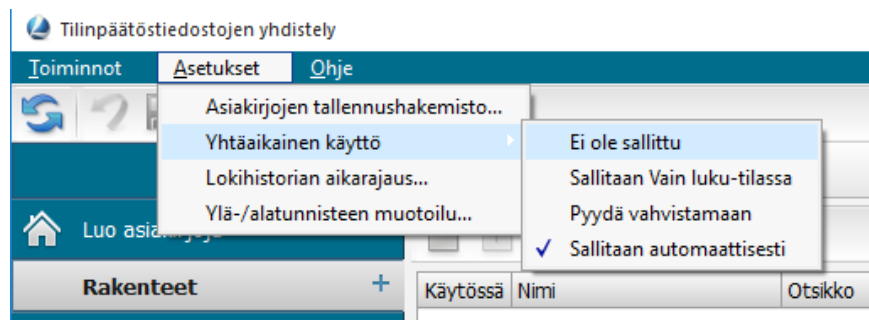 Tilinpäätöstiedostojen yhdistely
Toiminnot Asetukset Ohje
Asiakirjojen tallennushakemisto...
Yhtäaikainen käyttö
Lokihistorian aikarajaus...
Ylä-/alatunnisteen muotoilu...
Ei ole sallittu
Sallitaan Vain luku-tilassa
Pyydä vahvistamaan
Sallitaan automaattisesti
Luo
Rakenteet +
Käytössä Nimi Otsikko